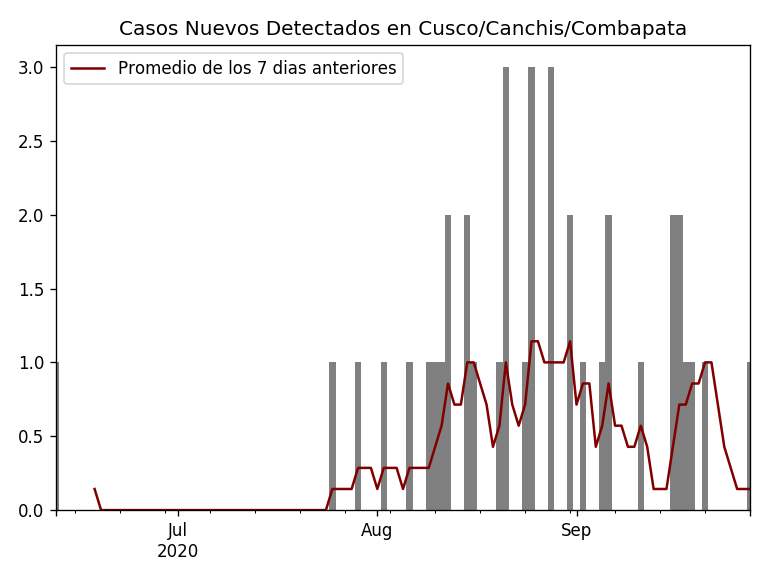 Casos Nuevos Detectados en Cusco/Canchis/Combapata
Promedio de los 7 dias anteriores
3.0
2.5
2.0
1.5
1.0
0.5
0.0
Jul
2020
Aug
Sep